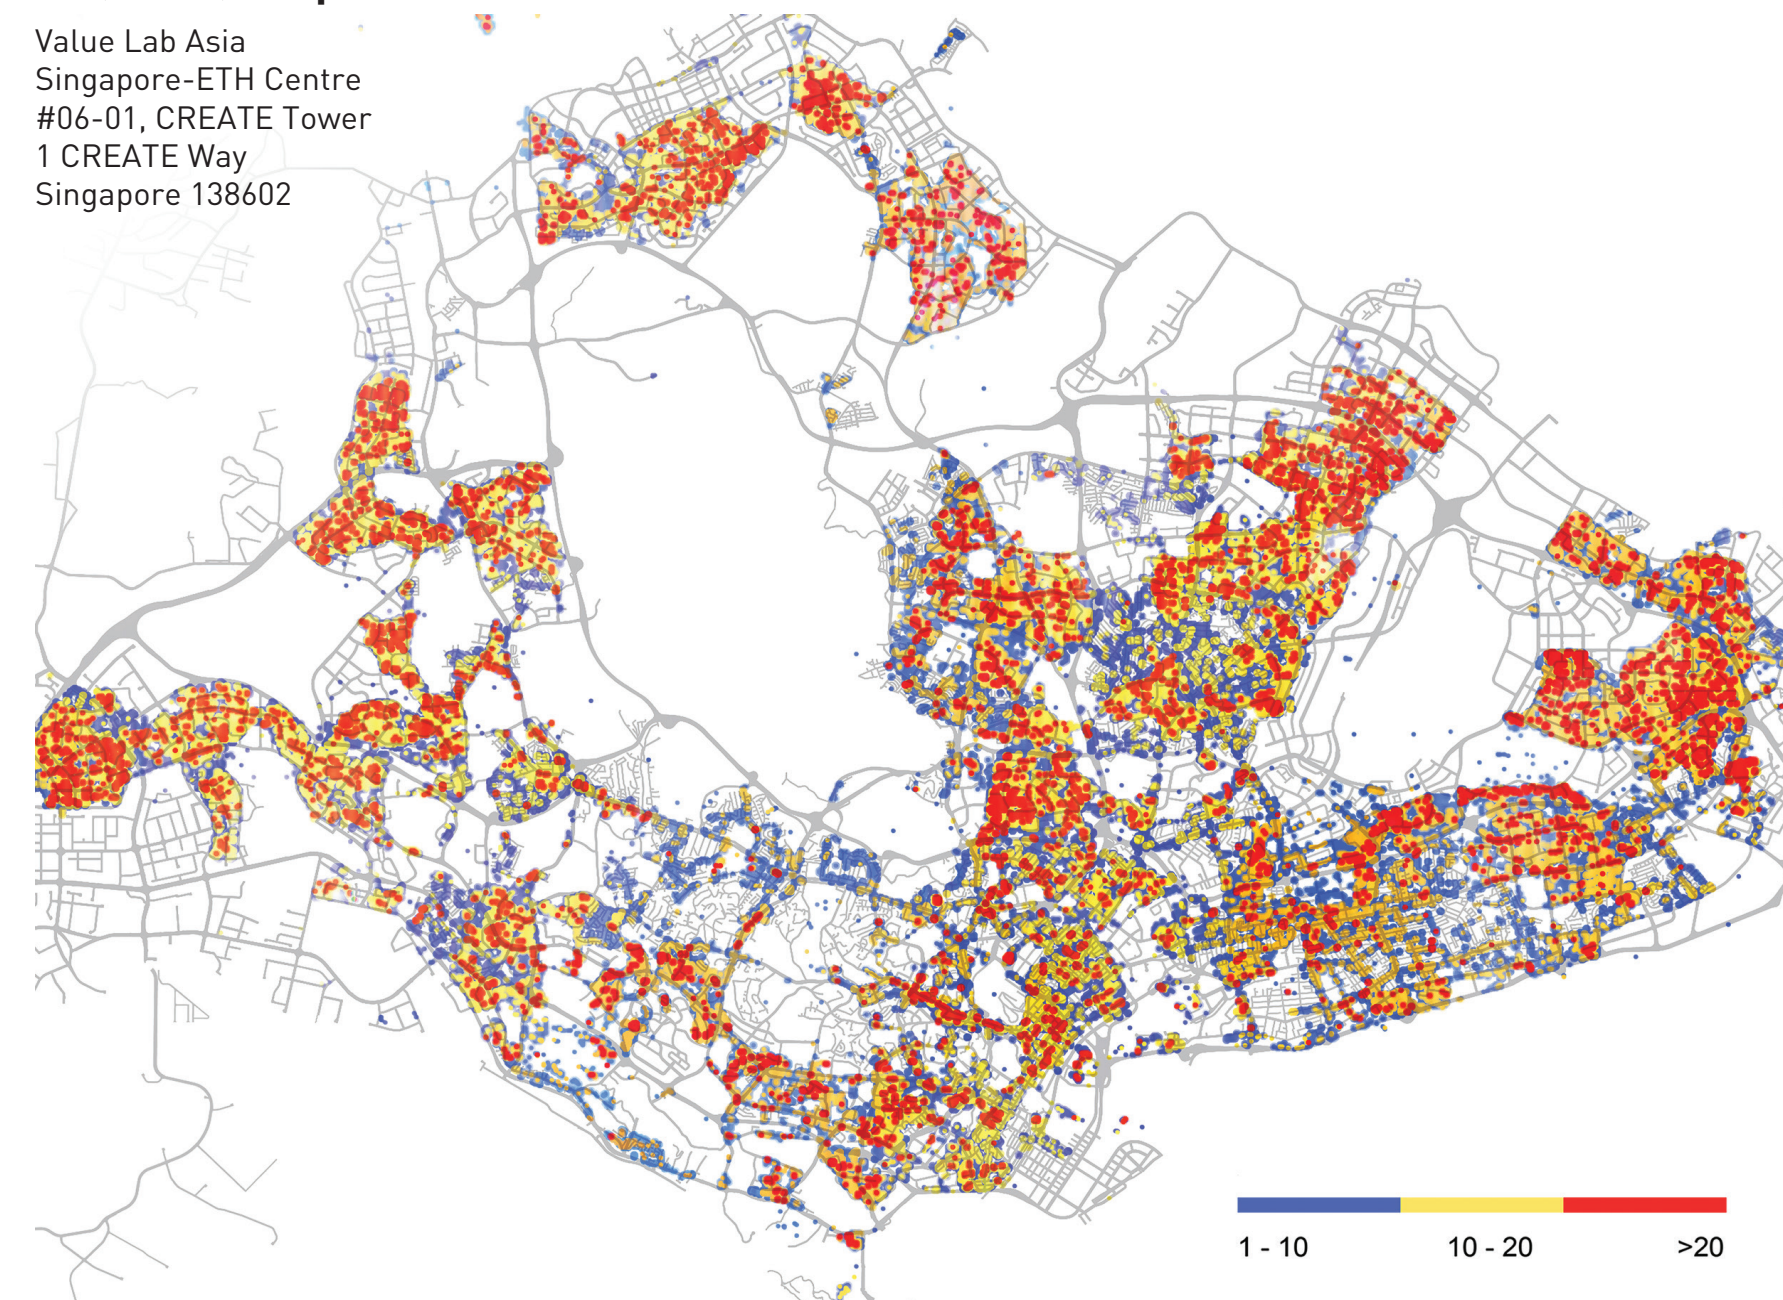 Value Lab Asia
Singapore-ETH Centre
#06-01, CREATE Tower
1 CREATE Way
Singapore 138602
1 - 10
10 - 20
>20